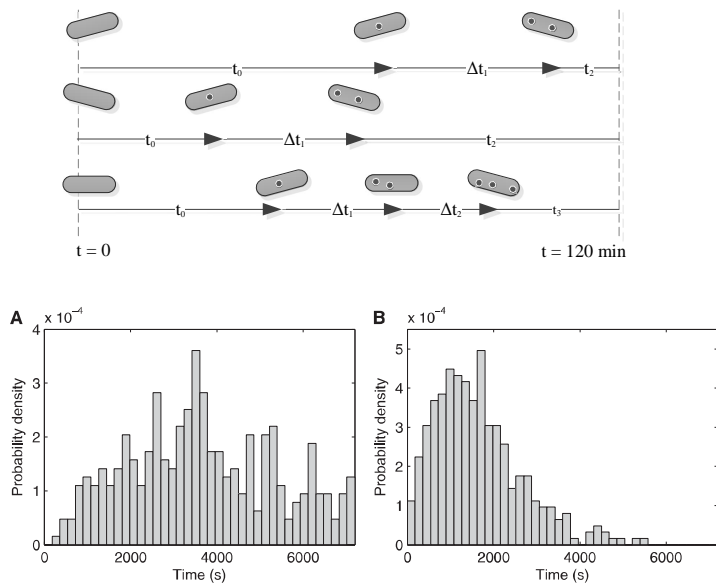 t₀ Δt₁ t₂
t₀ Δt₁ t₂
t₀ Δt₁ Δt₂ t₃
t = 0 t = 120 min
A x 10⁻⁴
4
3
2
1
0
Probability density
0 2000 4000 6000
Time (s)
B x 10⁻⁴
5
4
3
2
1
0
Probability density
0 2000 4000 6000
Time (s)